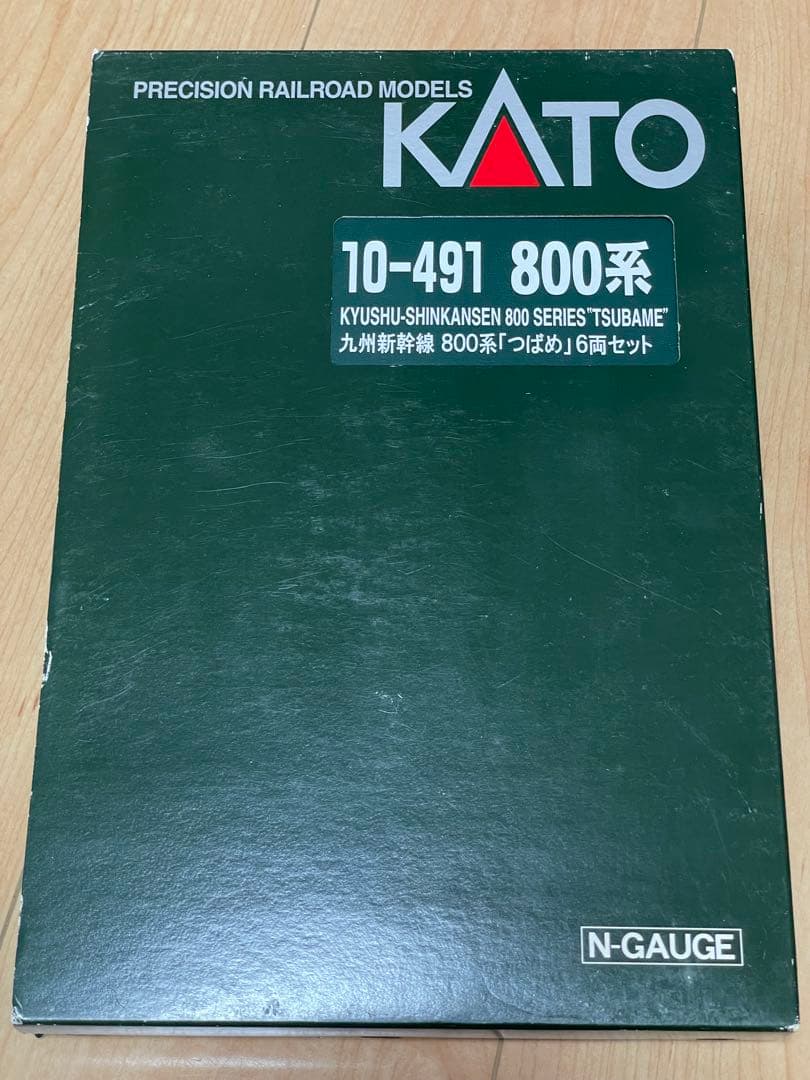 PRECISION RAILROAD MODELS
KATO
10-491 800系
KYUSHU-SHINKANSEN 800 SERIES"TSUBAME"
九州新幹線 800系「つばめ」6両セット
N-GAUGE